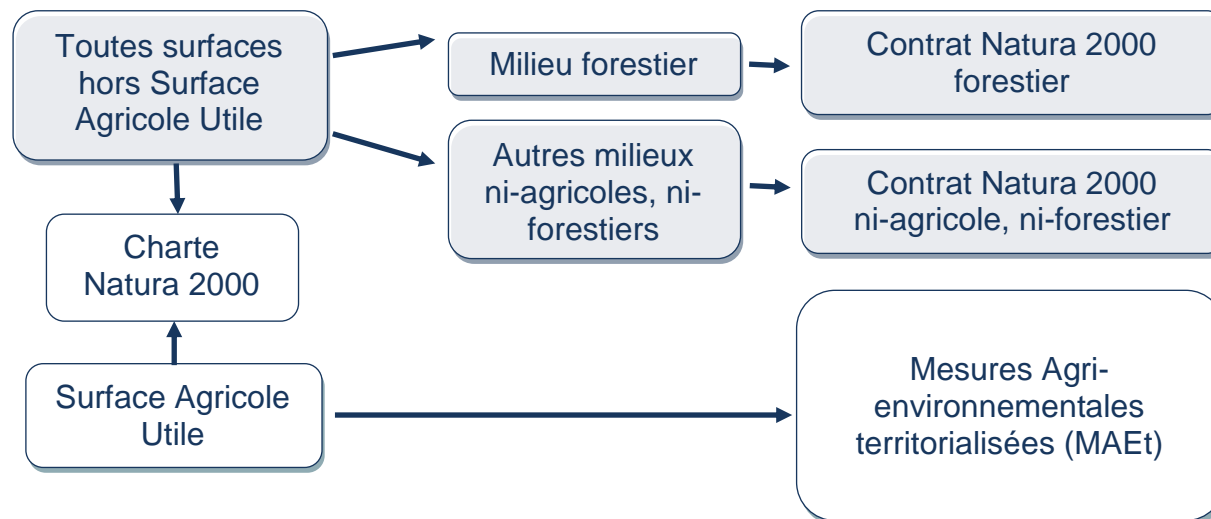 Toutes surfaces
hors Surface
Agricole Utile
Milieu forestier
Contrat Natura 2000
forestier
Autres milieux
ni-agricoles, ni-
forestiers
Contrat Natura 2000
ni-agricole, ni-forestier
Charte
Natura 2000
Surface Agricole
Utile
Mesures Agri-
environnementales
territorialisées (MAEt)